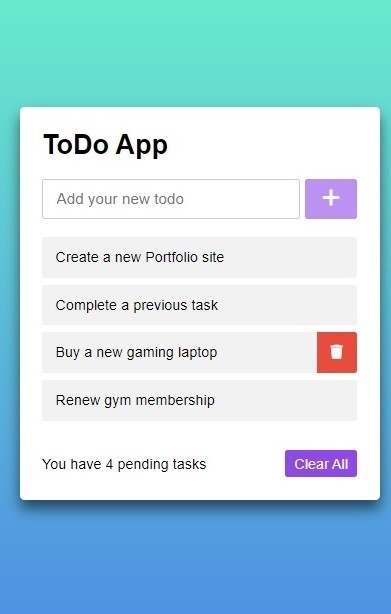 ToDo App
Add your new todo
Create a new Portfolio site
Complete a previous task
Buy a new gaming laptop
Renew gym membership
You have 4 pending tasks
Clear All